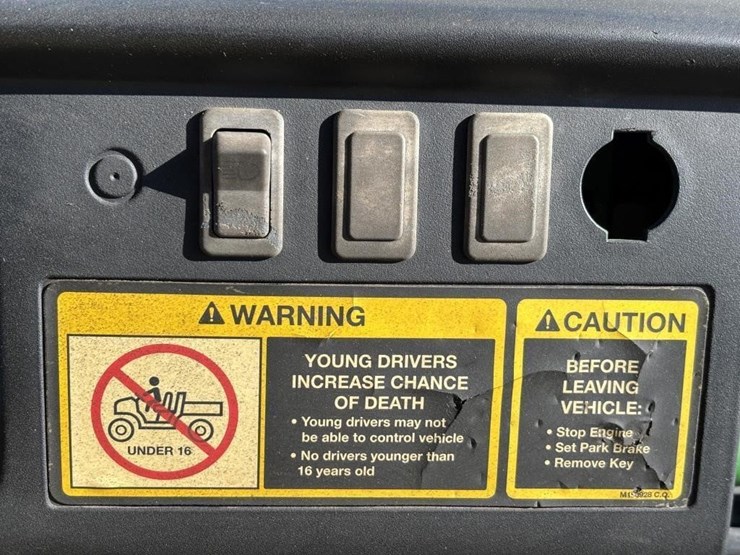 WARNING
YOUNG DRIVERS
INCREASE CHANCE
OF DEATH
• Young drivers may not
be able to control vehicle
• No drivers younger than
16 years old
UNDER 16
CAUTION
BEFORE
LEAVING
VEHICLE:
• Stop Engine
• Set Park Brake
• Remove Key